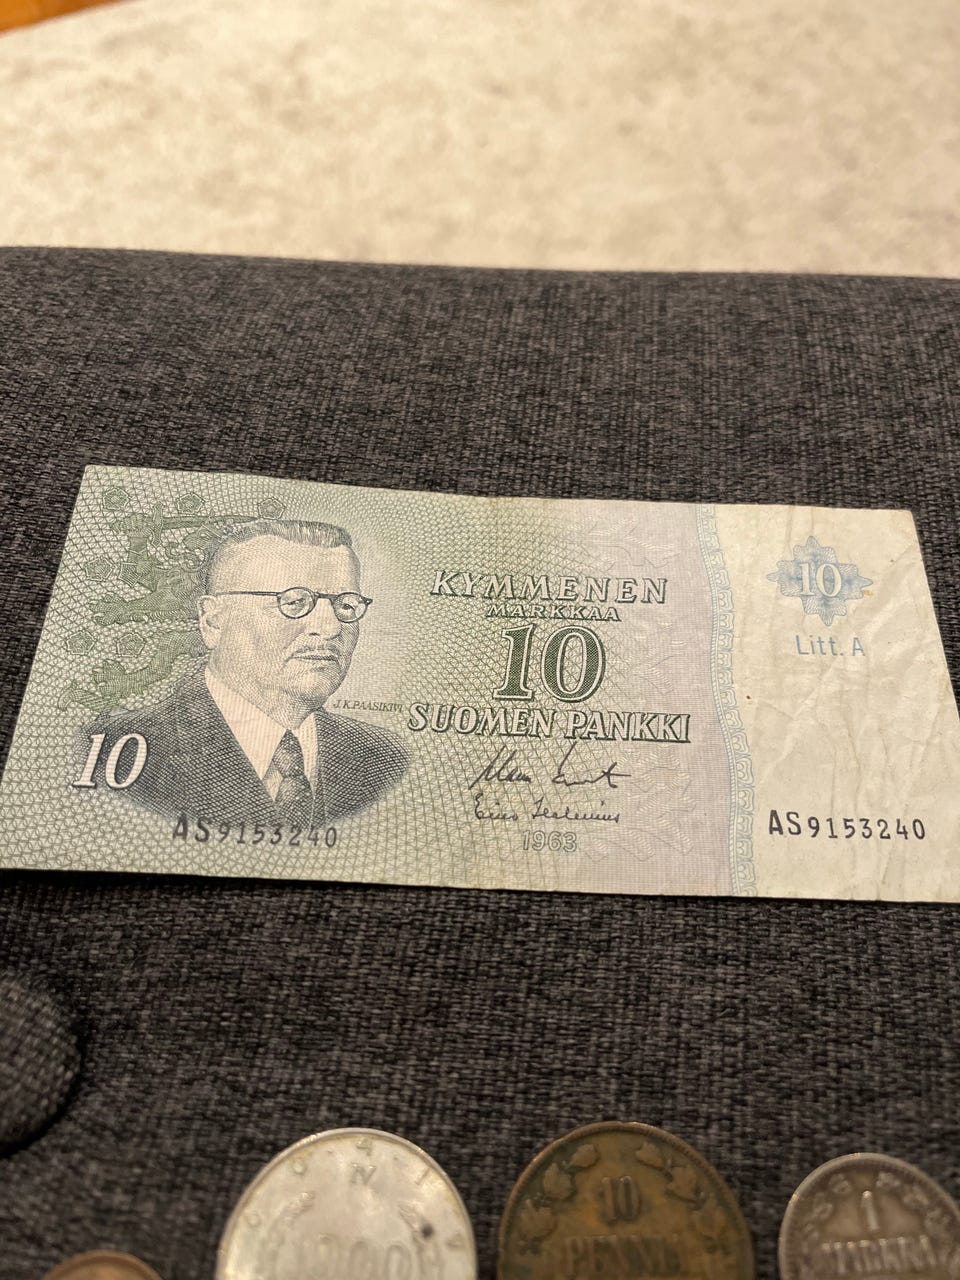 10
Litt. A
KYMMENEN
MARKKAA
10
J.K.PAASIKIVI
SUOMEN PANKKI
10
AS9153240
1963
AS9153240
10
PENNIÄ
1
MARKKA